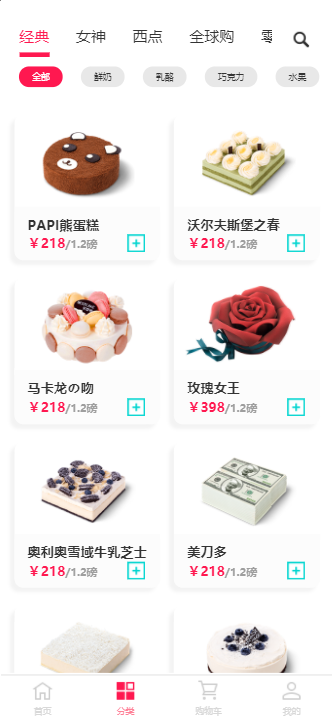 经典 女神 西点 全球购
全部 鲜奶 乳酪 巧克力 水果
PAPI熊蛋糕
￥218/1.2磅
沃尔夫斯堡之春
￥218/1.2磅
马卡龙の吻
￥218/1.2磅
玫瑰女王
￥398/1.2磅
奥利奥雪域牛乳芝士
￥218/1.2磅
美刀多
￥218/1.2磅
首页 分类 购物车 我的